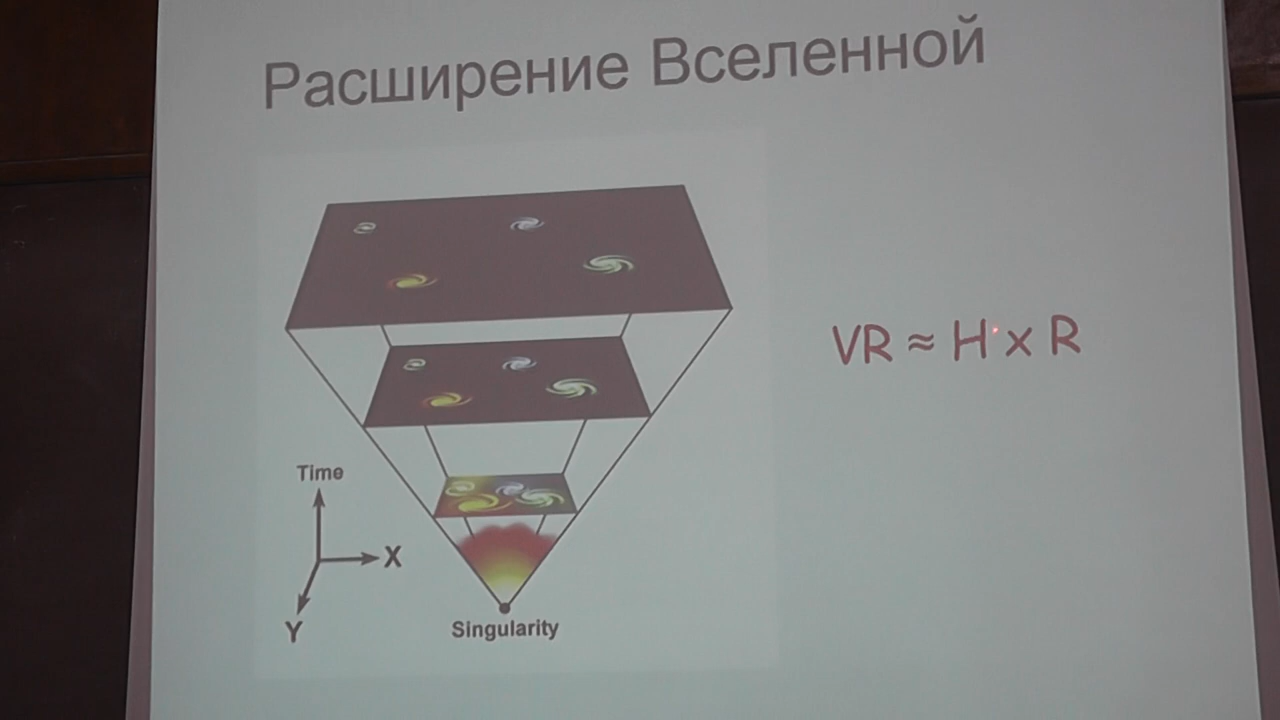 Расширение Вселенной
VR ≈ H x R
Time
X
Y
Singularity